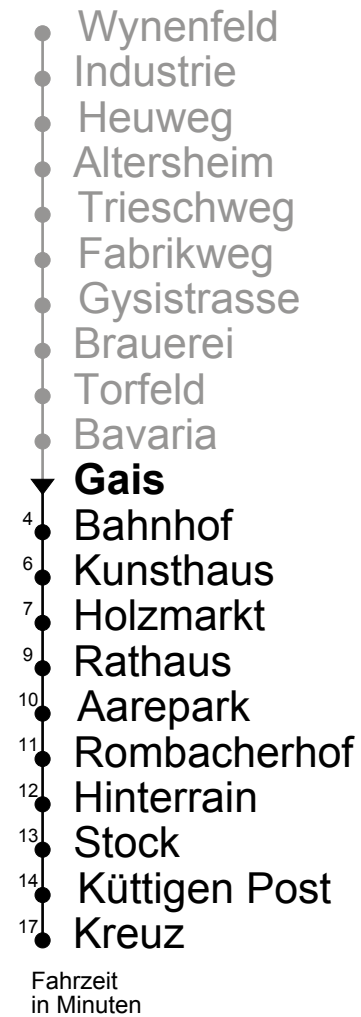 Wynenfeld
Industrie
Heuweg
Altersheim
Trieschweg
Fabrikweg
Gysistrasse
Brauerei
Torfeld
Bavaria
Gais
4 Bahnhof
6 Kunsthaus
7 Holzmarkt
9 Rathaus
10 Aarepark
11 Rombacherhof
12 Hinterrain
13 Stock
14 Küttigen Post
17 Kreuz
Fahrzeit
in Minuten